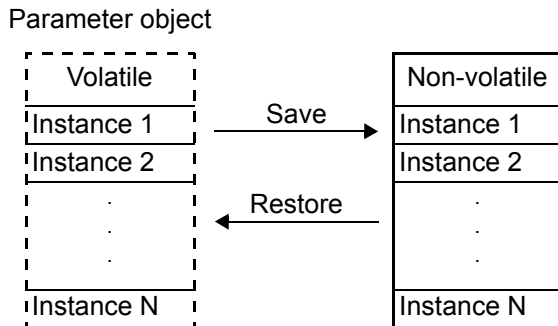 Parameter object
Volatile
Non-volatile
Instance 1
Save
Instance 1
Instance 2
Instance 2
.
.
Restore
.
.
.
.
Instance N
Instance N